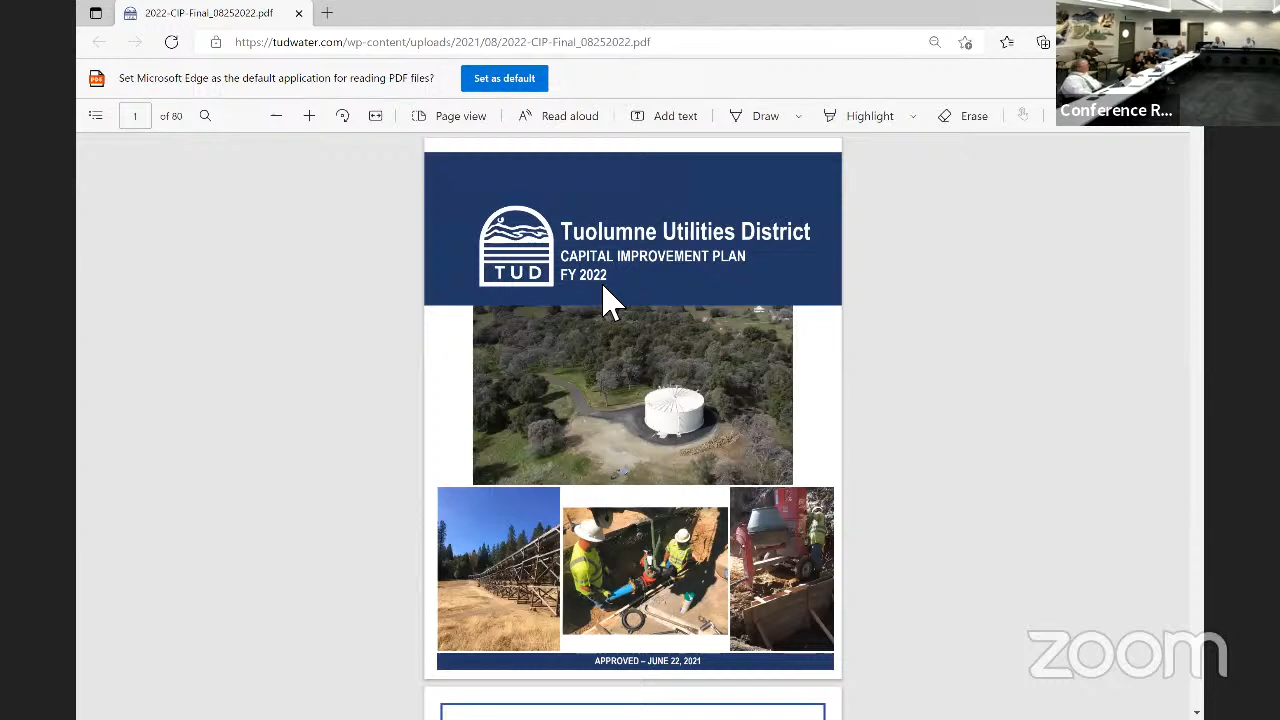 2022-CIP-Final_08252022.pdf
https://tudwater.com/wp-content/uploads/2021/08/2022-CIP-Final_08252022.pdf
Set Microsoft Edge as the default application for reading PDF files?
Set as default
1 of 80
Page view
Read aloud
Add text
Draw
Highlight
Erase
Conference R...
Tuolumne Utilities District
CAPITAL IMPROVEMENT PLAN
FY 2022
TUD
APPROVED – JUNE 22, 2021
zoom